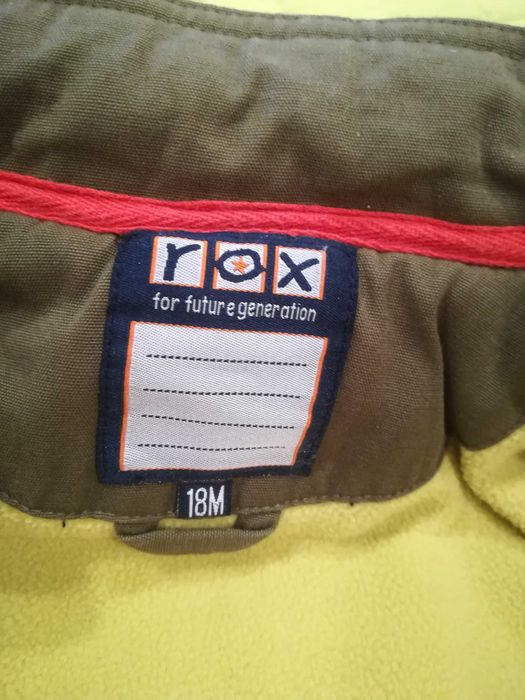 rox
for future generation
18M